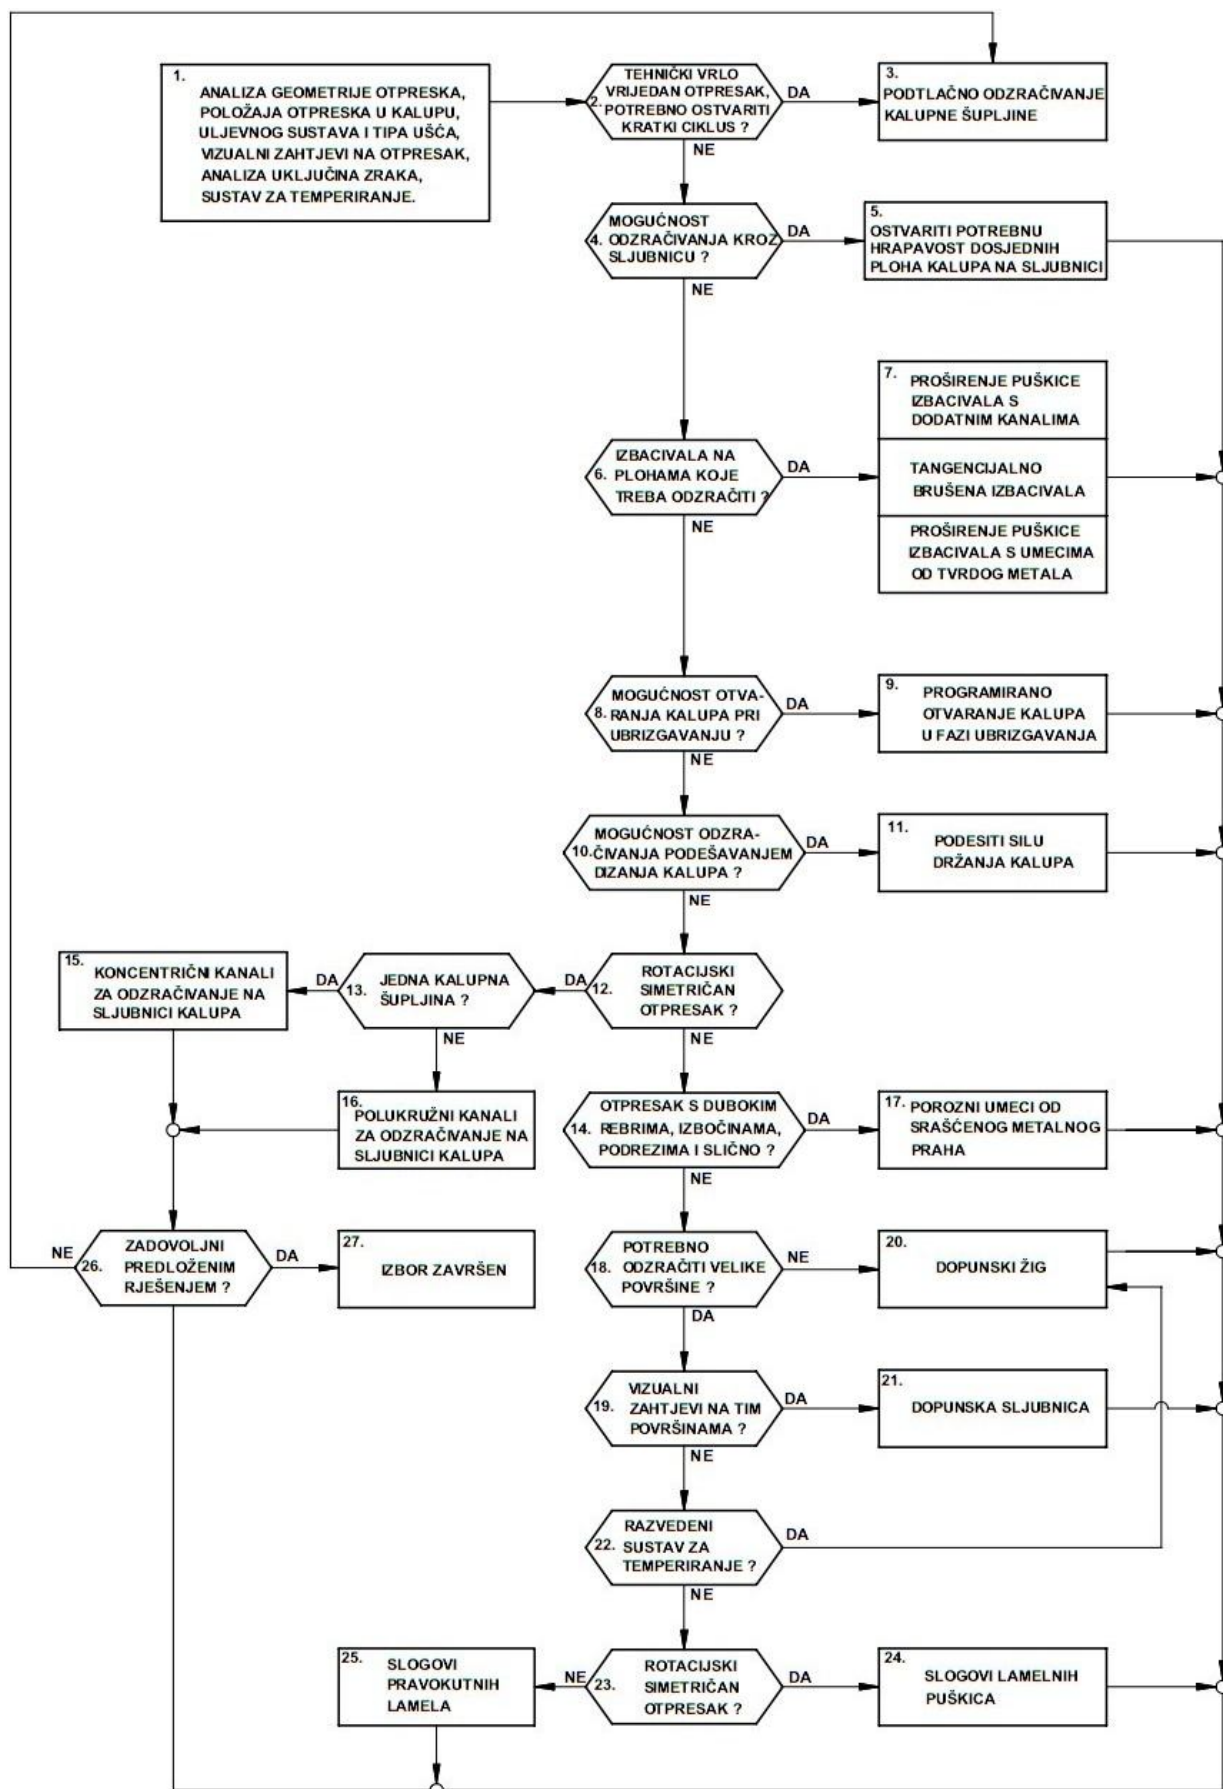 1.
ANALIZA GEOMETRIJE OTPRESKA,
POLOŽAJA OTPRESKA U KALUPU,
ULJEVNOG SUSTAVA I TIPA UŠĆA,
VIZUALNI ZAHTJEVI NA OTPRESAK,
ANALIZA UKLJUČINA ZRAKA,
SUSTAV ZA TEMPERIRANJE.
TEHNIČKI VRLO
VRIJEDAN OTPRESAK,
2. POTREBNO OSTVARITI
KRATKI CIKLUS ?
DA
NE
3.
PODTLAČNO ODZRAČIVANJE
KALUPNE ŠUPLJINE
MOGUĆNOST
4. ODZRAČIVANJA KROZ
SLJUBNICU ?
DA
NE
5.
OSTVARITI POTREBNU
HRAPAVOST DOSJEDNIH
PLOHA KALUPA NA SLJUBNICI
IZBACIVALA NA
6. PLOHAMA KOJE
TREBA ODZRAČITI ?
DA
NE
7.
PROŠIRENJE PUŠKICE
IZBACIVALA S
DODATNIM KANALIMA
TANGENCIJALNO
BRUŠENA IZBACIVALA
PROŠIRENJE PUŠKICE
IZBACIVALA S UMECIMA
OD TVRDOG METALA
MOGUĆNOST OTVA-
8. RANJA KALUPA PRI
UBRIZGAVANJU ?
DA
NE
9.
PROGRAMIRANO
OTVARANJE KALUPA
U FAZI UBRIZGAVANJA
MOGUĆNOST ODZRA-
10. ČIVANJA PODEŠAVANJEM
DIZANJA KALUPA ?
DA
NE
11.
PODESITI SILU
DRŽANJA KALUPA
15.
KONCENTRIČNI KANALI
ZA ODZRAČIVANJE NA
SLJUBNICI KALUPA
DA
JEDNA KALUPNA
13. ŠUPLJINA ?
NE
DA
ROTACIJSKI
12. SIMETRIČAN
OTPRESAK ?
NE
16.
POLUKRUŽNI KANALI
ZA ODZRAČIVANJE NA
SLJUBNICI KALUPA
OTPRESAK S DUBOKIM
14. REBRIMA, IZBOČINAMA,
PODREZIMA I SLIČNO ?
DA
NE
17. POROZNI UMECI OD
SRAŠĆENOG METALNOG
PRAHA
NE
ZADOVOLJNI
26. PREDLOŽENIM
RJEŠENJEM ?
DA
27.
IZBOR ZAVRŠEN
POTREBNO
18. ODZRAČITI VELIKE
POVRŠINE ?
NE
DA
20.
DOPUNSKI ŽIG
VIZUALNI
19. ZAHTJEVI NA TIM
POVRŠINAMA ?
DA
NE
21.
DOPUNSKA SLJUBNICA
RAZVEDENI
22. SUSTAV ZA
TEMPERIRANJE ?
DA
NE
25.
SLOGOVI
PRAVOKUTNIH
LAMELA
NE
ROTACIJSKI
23. SIMETRIČAN
OTPRESAK ?
DA
24.
SLOGOVI LAMELNIH
PUŠKICA